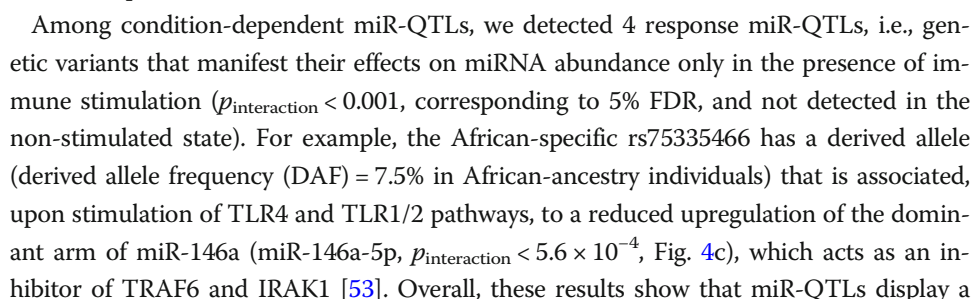 Among condition-dependent miR-QTLs, we detected 4 response miR-QTLs, i.e., gen-
etic variants that manifest their effects on miRNA abundance only in the presence of im-
mune stimulation (pinteraction < 0.001, corresponding to 5% FDR, and not detected in the
non-stimulated state). For example, the African-specific rs75335466 has a derived allele
(derived allele frequency (DAF) = 7.5% in African-ancestry individuals) that is associated,
upon stimulation of TLR4 and TLR1/2 pathways, to a reduced upregulation of the domin-
ant arm of miR-146a (miR-146a-5p, pinteraction < 5.6 × 10⁻⁴, Fig. 4c), which acts as an in-
hibitor of TRAF6 and IRAK1 [53]. Overall, these results show that miR-QTLs display a